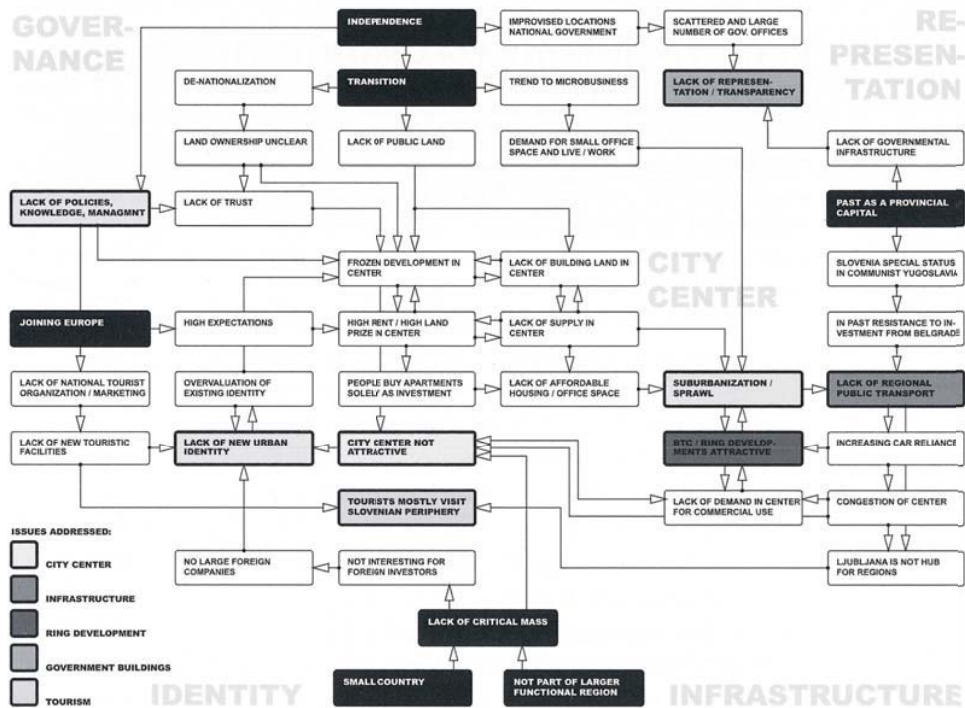 GOVER-
NANCE
RE-
PRESEN-
TATION
INDEPENDENCE
IMPROVISED LOCATIONS
NATIONAL GOVERNMENT
SCATTERED AND LARGE
NUMBER OF GOV. OFFICES
DE-NATIONALIZATION
TRANSITION
TREND TO MICROBUSINESS
LACK OF REPRESEN-
TATION / TRANSPARENCY
LAND OWNERSHIP UNCLEAR
LACK OF PUBLIC LAND
DEMAND FOR SMALL OFFICE
SPACE AND LIVE / WORK
LACK OF GOVERNMENTAL
INFRASTRUCTURE
LACK OF POLICIES,
KNOWLEDGE, MANAGMNT
LACK OF TRUST
PAST AS A PROVINCIAL
CAPITAL
FROZEN DEVELOPMENT IN
CENTER
LACK OF BUILDING LAND IN
CENTER
CITY
CENTER
SLOVENIA SPECIAL STATUS
IN COMMUNIST YUGOSLAVIA
JOINING EUROPE
HIGH EXPECTATIONS
HIGH RENT / HIGH LAND
PRIZE IN CENTER
LACK OF SUPPLY IN
CENTER
IN PAST RESISTANCE TO IN-
VESTMENT FROM BELGRADE
LACK OF NATIONAL TOURIST
ORGANIZATION / MARKETING
OVERVALUATION OF
EXISTING IDENTITY
PEOPLE BUY APARTMENTS
SOLELY AS INVESTMENT
LACK OF AFFORDABLE
HOUSING / OFFICE SPACE
SUBURBANIZATION /
SPRAWL
LACK OF REGIONAL
PUBLIC TRANSPORT
LACK OF NEW TOURISTIC
FACILITIES
LACK OF NEW URBAN
IDENTITY
CITY CENTER NOT
ATTRACTIVE
BTC / RING DEVELOP-
MENTS ATTRACTIVE
INCREASING CAR RELIANCE
TOURISTS MOSTLY VISIT
SLOVENIAN PERIPHERY
LACK OF DEMAND IN CENTER
FOR COMMERCIAL USE
CONGESTION OF CENTER
NO LARGE FOREIGN
COMPANIES
NOT INTERESTING FOR
FOREIGN INVESTORS
LJUBLJANA IS NOT HUB
FOR REGIONS
LACK OF CRITICAL MASS
SMALL COUNTRY
NOT PART OF LARGER
FUNCTIONAL REGION
ISSUES ADDRESSED:
CITY CENTER
INFRASTRUCTURE
RING DEVELOPMENT
GOVERNMENT BUILDINGS
TOURISM
IDENTITY
INFRASTRUCTURE